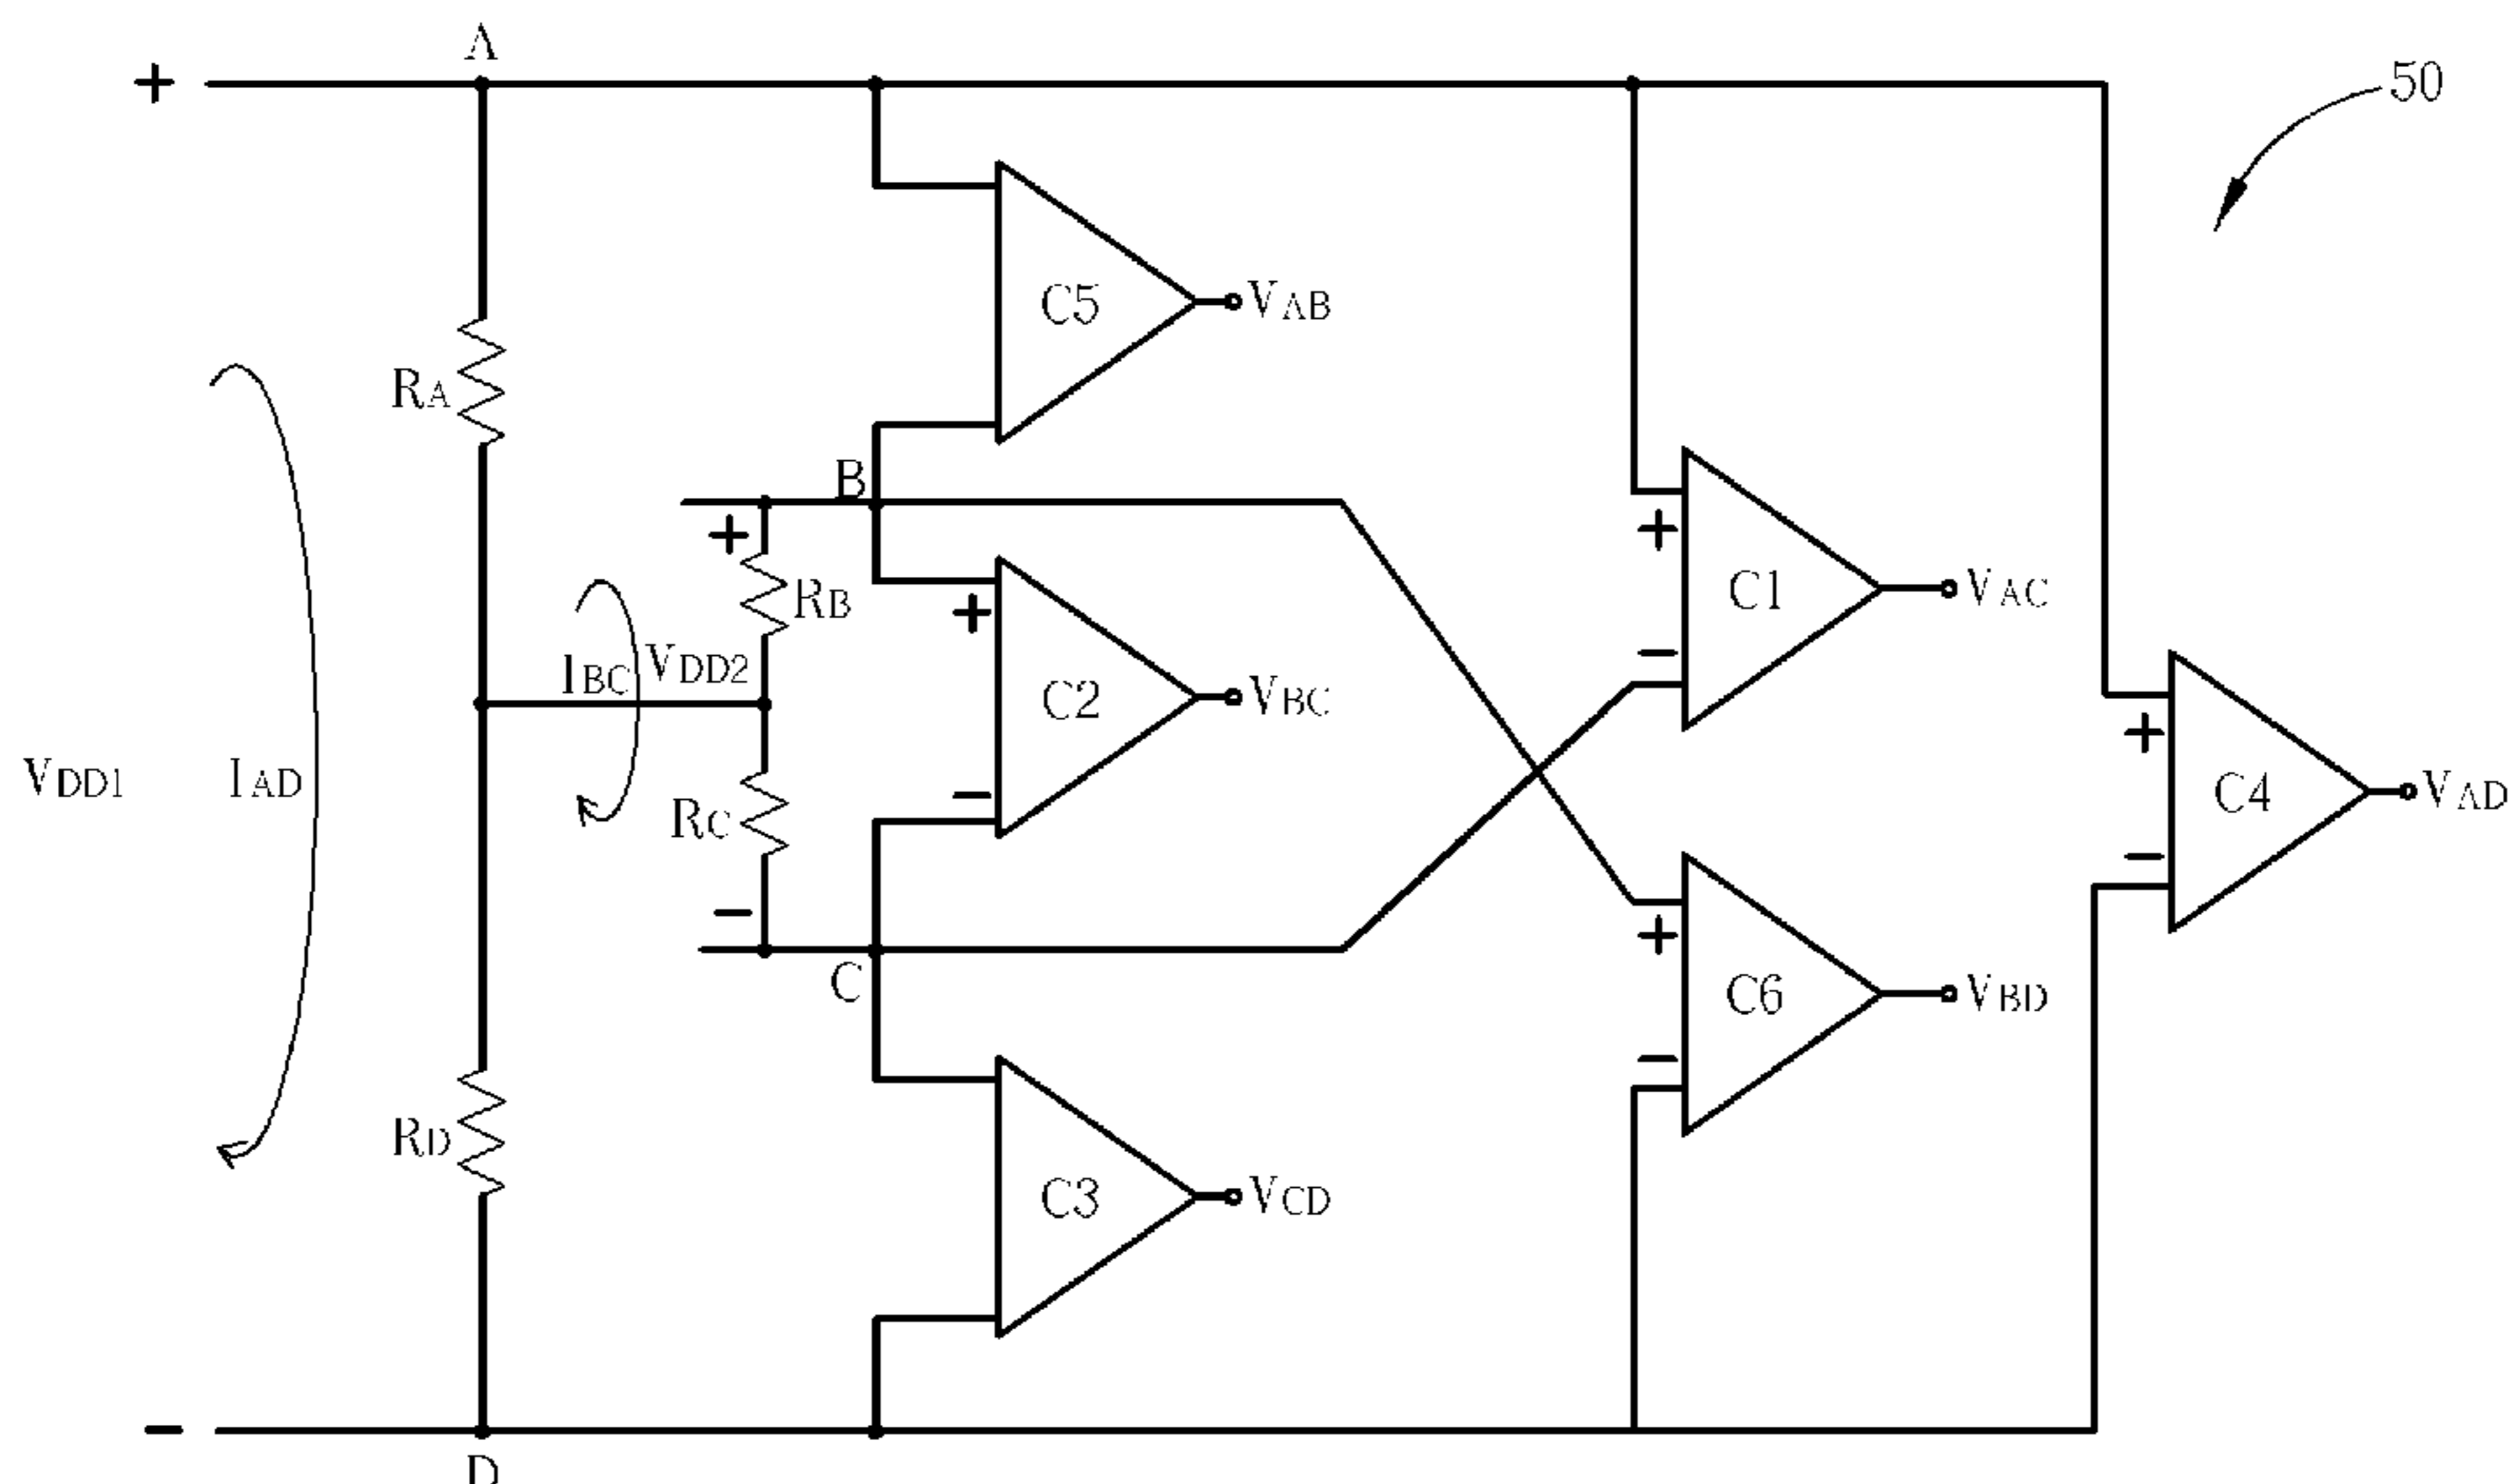 A
+
50
C5
VAB
RA
B
+
RB
+
C1
VAC
IBC
VDD2
+
C2
VBC
-
+
VDD1
IAD
RC
-
C4
VAD
-
-
+
C
C6
VBD
-
RD
C3
VCD
-
D